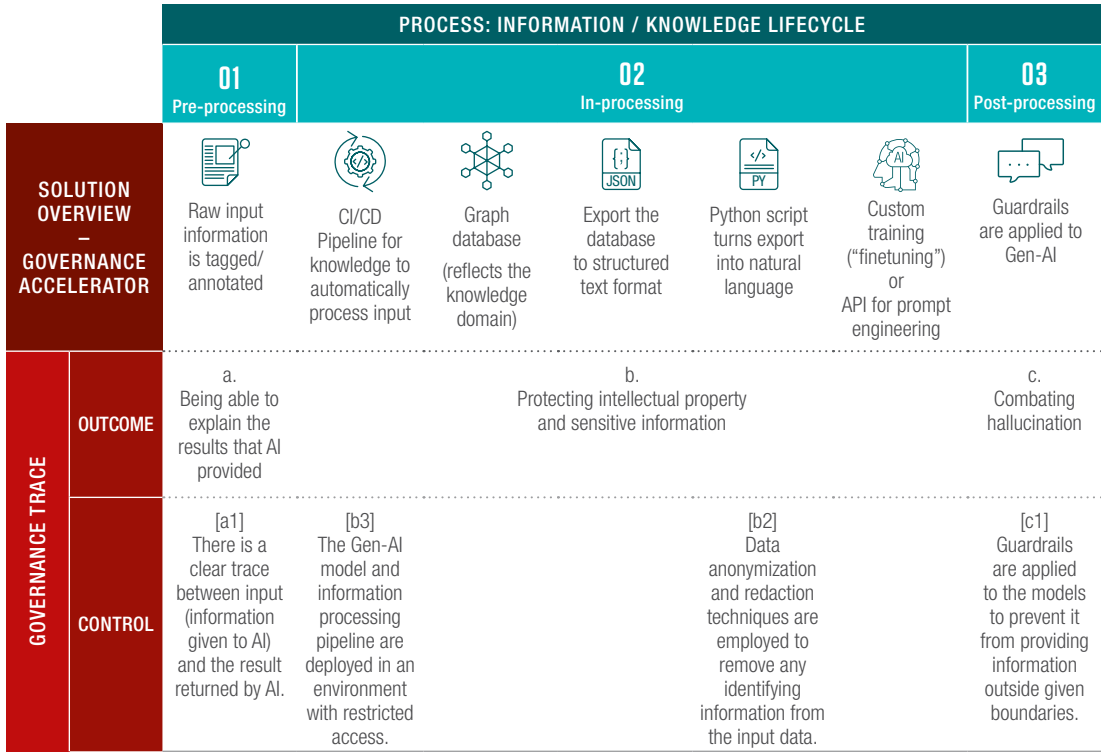 PROCESS: INFORMATION / KNOWLEDGE LIFECYCLE
01
Pre-processing
02
In-processing
03
Post-processing
SOLUTION
OVERVIEW
–
GOVERNANCE
ACCELERATOR
Raw input
information
is tagged/
annotated
CI/CD
Pipeline for
knowledge to
automatically
process input
Graph
database
(reflects the
knowledge
domain)
{;}
JSON
Export the
database
to structured
text format
</>
PY
Python script
turns export
into natural
language
AI
Custom
training
("finetuning")
or
API for prompt
engineering
Guardrails
are applied to
Gen-AI
GOVERNANCE TRACE
OUTCOME
a.
Being able to
explain the
results that AI
provided
b.
Protecting intellectual property
and sensitive information
c.
Combating
hallucination
CONTROL
[a1]
There is a
clear trace
between input
(information
given to AI)
and the result
returned by AI.
[b3]
The Gen-AI
model and
information
processing
pipeline are
deployed in an
environment
with restricted
access.
[b2]
Data
anonymization
and redaction
techniques are
employed to
remove any
identifying
information from
the input data.
[c1]
Guardrails
are applied
to the models
to prevent it
from providing
information
outside given
boundaries.